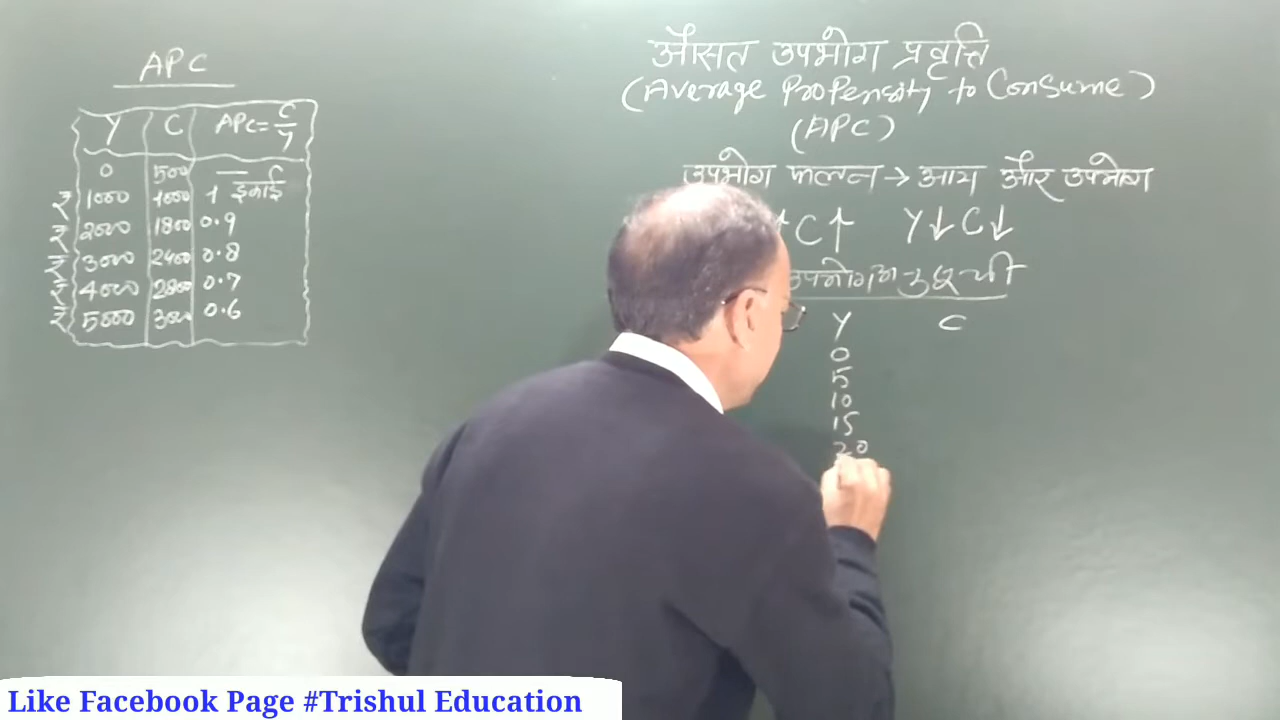 APC
Y C APC = C/Y
0 500 —
₹ 1000 1000 1 इकाई
₹ 2000 1800 0.9
₹ 3000 2400 0.8
₹ 4000 2800 0.7
₹ 5000 3000 0.6
औसत उपभोग प्रवृत्ति
(Average Propensity to Consume)
(APC)
उपभोग फलन → आय और उपभोग
↑ C↑ Y↓ C↓
उपभोग अनुसूची
Y C
0
5
10
15
20
Like Facebook Page #Trishul Education